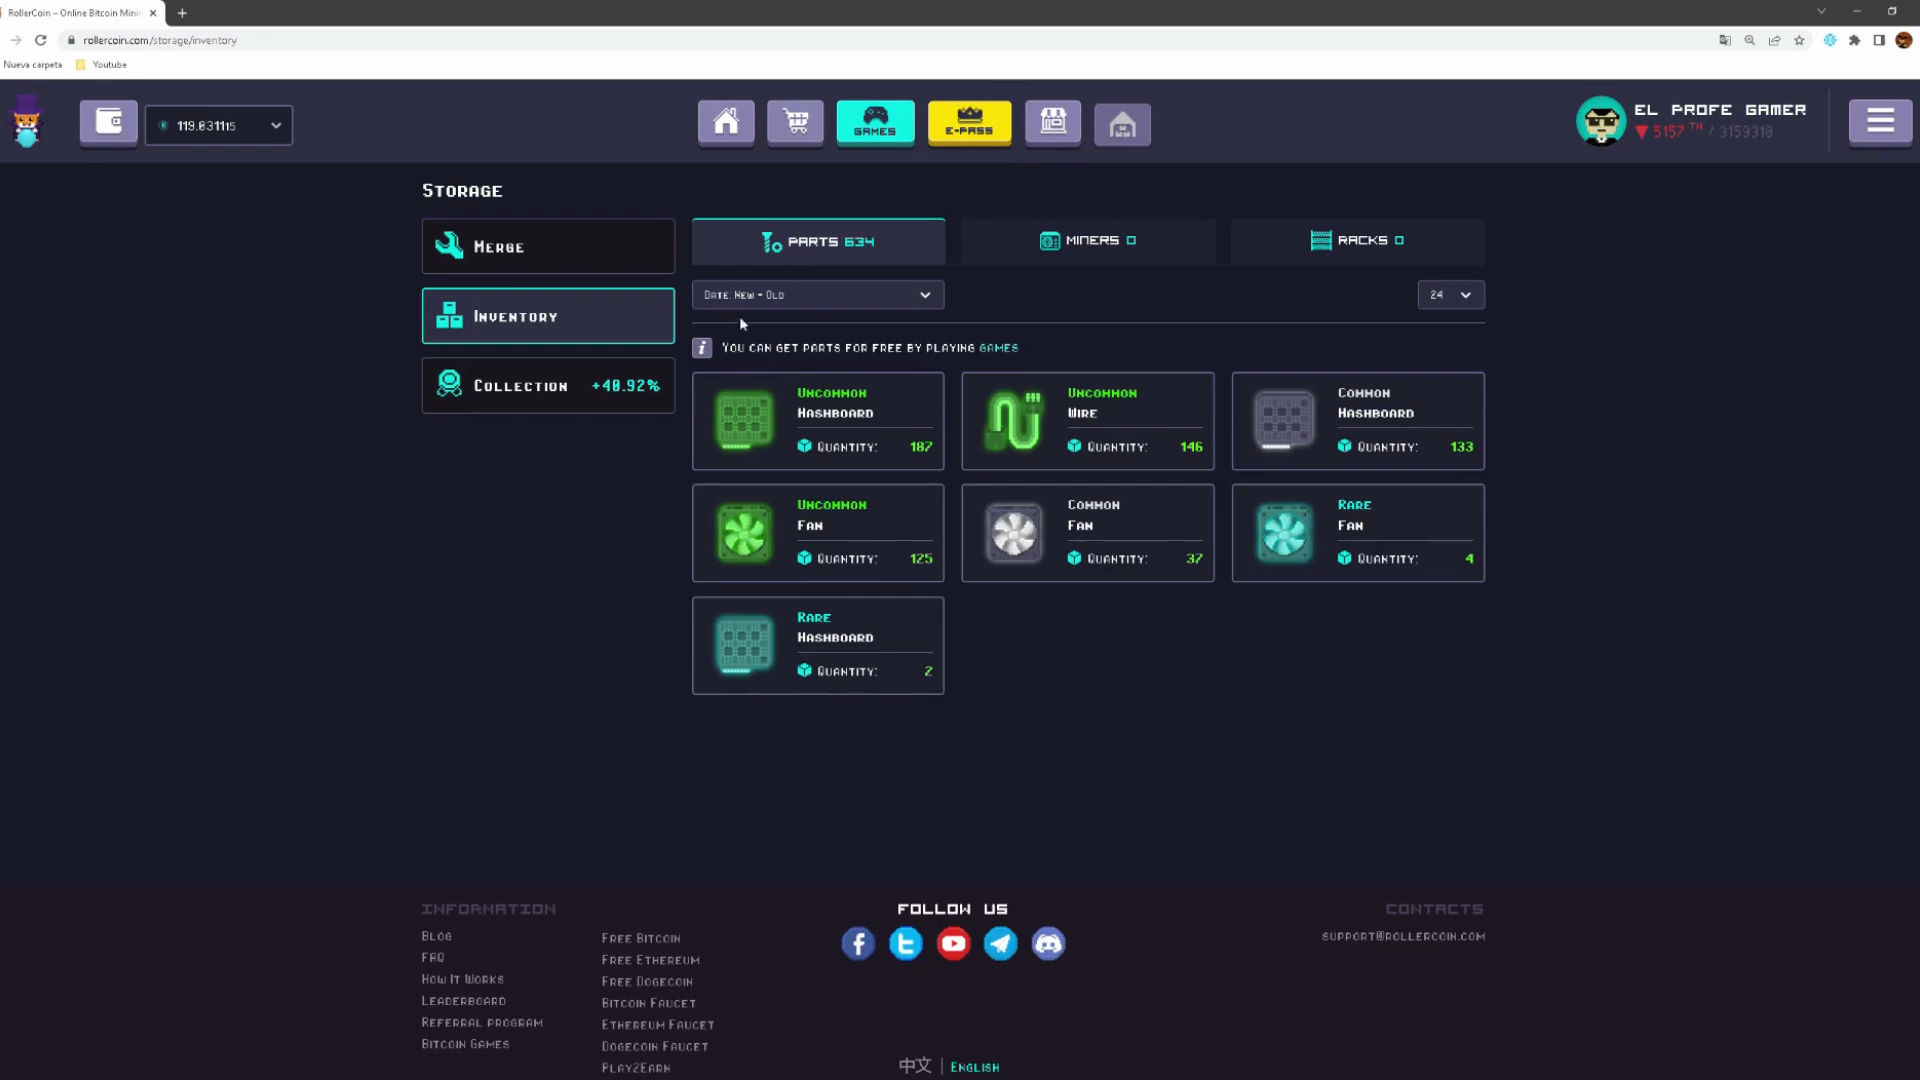 RollerCoin – Online Bitcoin Mini
rollercoin.com/storage/inventory
Nueva carpeta
Youtube
119.031115
GAMES
E-PASS
EL PROFE GAMER
5157 TH / 3159310
STORAGE
MERGE
INVENTORY
COLLECTION +40.92%
PARTS 634
MINERS 0
RACKS 0
DATE: NEW - OLD
24
YOU CAN GET PARTS FOR FREE BY PLAYING GAMES
UNCOMMON
HASHBOARD
QUANTITY: 187
UNCOMMON
WIRE
QUANTITY: 146
COMMON
HASHBOARD
QUANTITY: 133
UNCOMMON
FAN
QUANTITY: 125
COMMON
FAN
QUANTITY: 37
RARE
FAN
QUANTITY: 4
RARE
HASHBOARD
QUANTITY: 2
INFORMATION
BLOG
FAQ
HOW IT WORKS
LEADERBOARD
REFERRAL PROGRAM
BITCOIN GAMES
FREE BITCOIN
FREE ETHEREUM
FREE DOGECOIN
BITCOIN FAUCET
ETHEREUM FAUCET
DOGECOIN FAUCET
PLAY2EARN
FOLLOW US
中文 | ENGLISH
CONTACTS
SUPPORT@ROLLERCOIN.COM